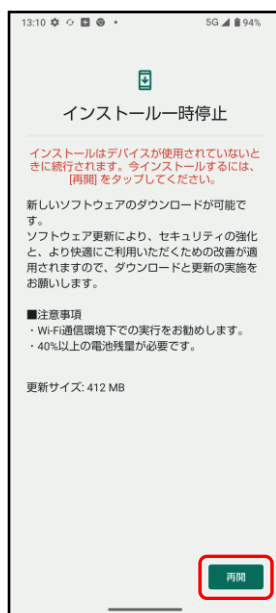 13:10 5G 94%
インストール一時停止
インストールはデバイスが使用されていないと
きに続行されます。今インストールするには、
[再開] をタップしてください。
新しいソフトウェアのダウンロードが可能で
す。
ソフトウェア更新により、セキュリティの強化
と、より快適にご利用いただくための改善が適
用されますので、ダウンロードと更新の実施を
お願いします。
■注意事項
・Wi-Fi通信環境下での実行をお勧めします。
・40%以上の電池残量が必要です。
更新サイズ: 412 MB
再開